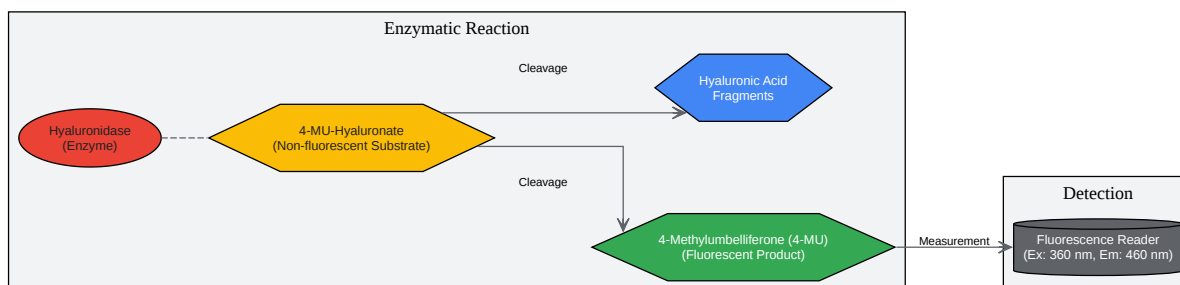 Enzymatic Reaction
Cleavage
Hyaluronic Acid
Fragments
Hyaluronidase
(Enzyme)
4-MU-Hyaluronate
(Non-fluorescent Substrate)
Cleavage
Detection
4-Methylumbelliferone (4-MU)
(Fluorescent Product)
Measurement
Fluorescence Reader
(Ex: 360 nm, Em: 460 nm)